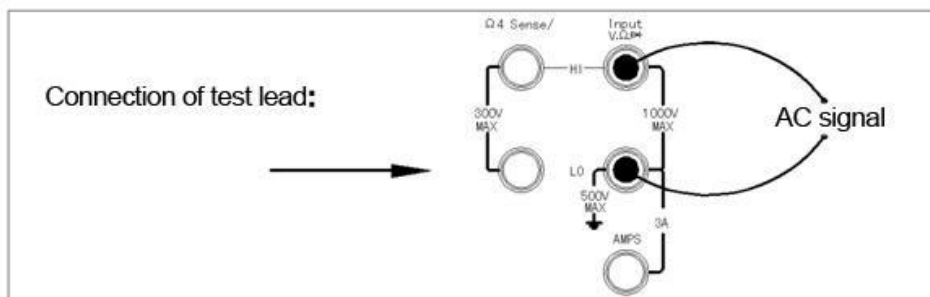 Ω4 Sense/
Input
V.Ω
HI
Connection of test lead:
300V
MAX
1000V
MAX
AC signal
LO
500V
MAX
3A
AMPS